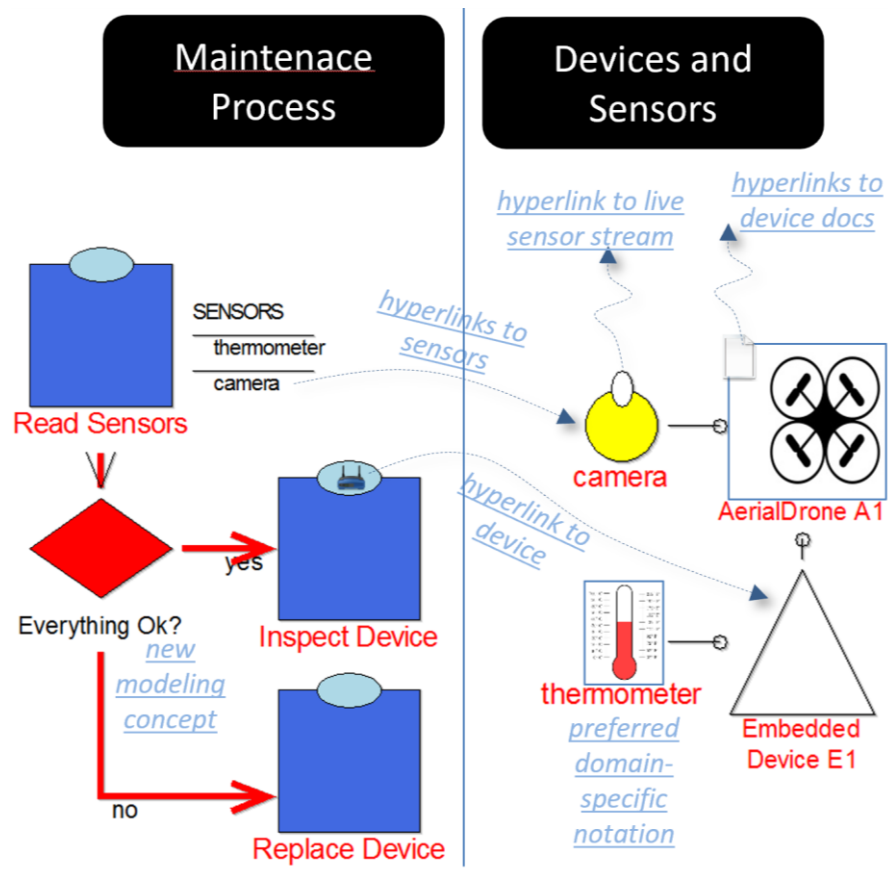 Maintenace
Process
Devices and
Sensors
hyperlink to live
sensor stream
hyperlinks to
device docs
SENSORS
thermometer
camera
hyperlinks to
sensors
Read Sensors
camera
AerialDrone A1
hyperlink to
device
yes
Everything Ok?
Inspect Device
new
modeling
concept
thermometer
Embedded
Device E1
preferred
domain-
specific
notation
no
Replace Device